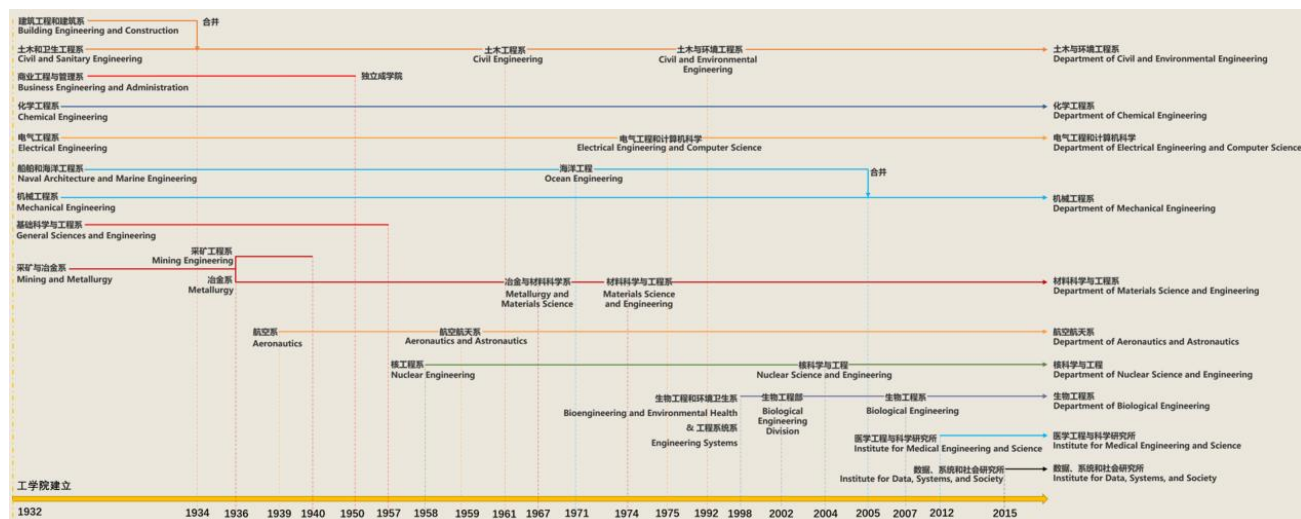 建筑工程和建筑系
合并
Building Engineering and Construction
土木和卫生工程系
土木工程系
土木与环境工程系
土木与环境工程系
Civil and Sanitary Engineering
Civil Engineering
Civil and Environmental
Engineering
Department of Civil and Environmental Engineering
商业工程与管理系
独立成学院
Business Engineering and Administration
化学工程系
化学工程系
Chemical Engineering
Department of Chemical Engineering
电气工程系
电气工程和计算机科学
电气工程和计算机科学
Electrical Engineering
Electrical Engineering and Computer Science
Department of Electrical Engineering and Computer Science
船舶和海洋工程系
海洋工程
合并
Naval Architecture and Marine Engineering
Ocean Engineering
机械工程系
机械工程系
Mechanical Engineering
Department of Mechanical Engineering
基础科学与工程系
General Sciences and Engineering
采矿工程系
Mining Engineering
采矿与冶金系
Mining and Metallurgy
冶金系
Metallurgy
冶金与材料科学系
Metallurgy and
Materials Science
材料科学与工程系
Materials Science
and Engineering
材料科学与工程系
Department of Materials Science and Engineering
航空系
Aeronautics
航空航天系
Aeronautics and Astronautics
航空航天系
Department of Aeronautics and Astronautics
核工程系
Nuclear Engineering
核科学与工程
Nuclear Science and Engineering
核科学与工程
Department of Nuclear Science and Engineering
生物工程和环境卫生系
Bioengineering and Environmental Health
& 工程系统系
Engineering Systems
生物工程部
Biological
Engineering
Division
生物工程系
Biological Engineering
生物工程系
Department of Biological Engineering
医学工程与科学研究所
Institute for Medical Engineering and Science
医学工程与科学研究所
Institute for Medical Engineering and Science
数据、系统和社会研究所
Institute for Data, Systems, and Society
数据、系统和社会研究所
Institute for Data, Systems, and Society
工学院建立
1932 1934 1936 1939 1940 1950 1957 1958 1959 1961 1967 1971 1974 1975 1992 1998 2002 2004 2005 2007 2012 2015